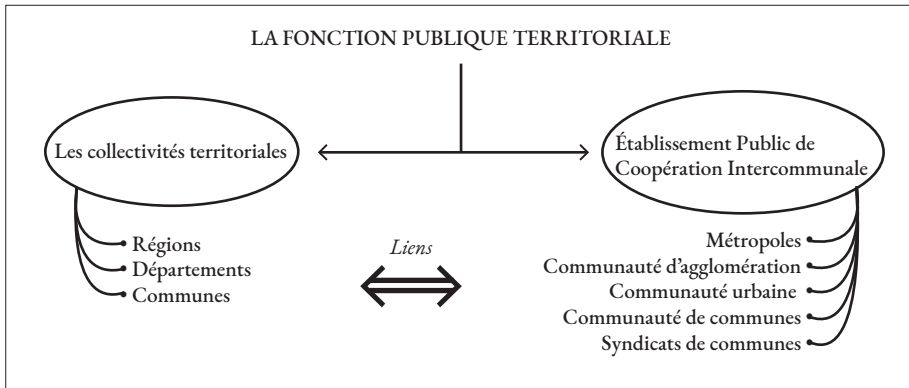 LA FONCTION PUBLIQUE TERRITORIALE
Les collectivités territoriales
Régions
Départements
Communes
Liens
Établissement Public de
Coopération Intercommunale
Métropoles
Communauté d'agglomération
Communauté urbaine
Communauté de communes
Syndicats de communes